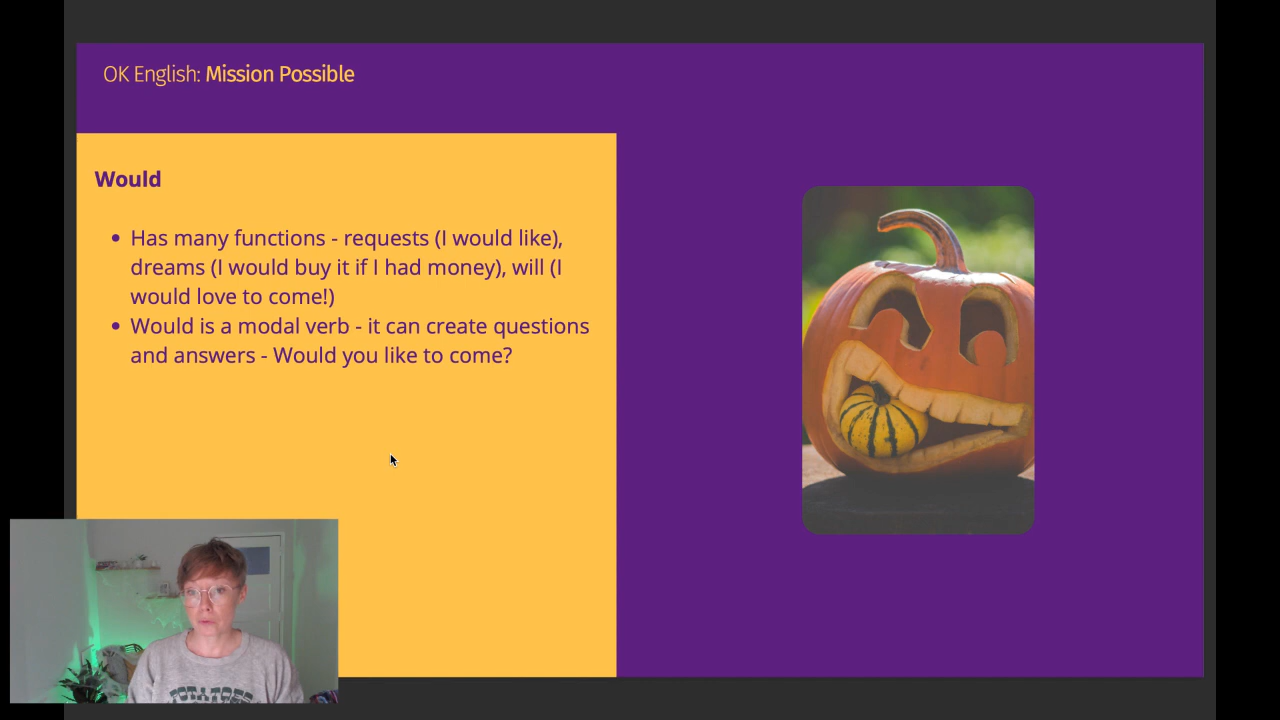 OK English: Mission Possible
Would
• Has many functions - requests (I would like),
dreams (I would buy it if I had money), will (I
would love to come!)
• Would is a modal verb - it can create questions
and answers - Would you like to come?
POTATOES